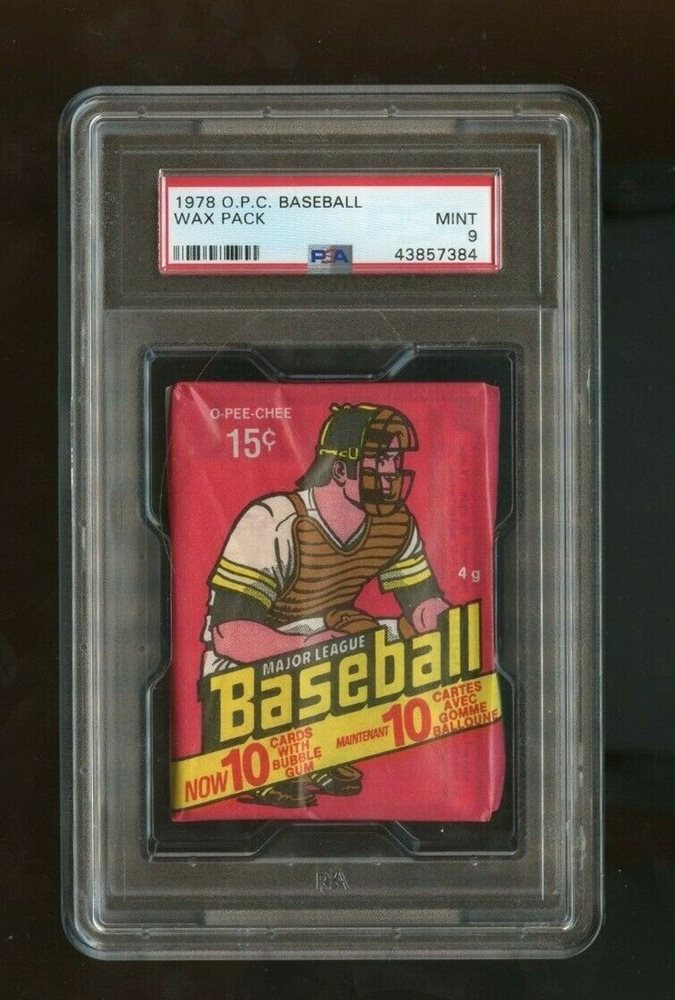 1978 O.P.C. BASEBALL
WAX PACK
MINT
9
PSA
43857384
O-PEE-CHEE
15¢
4 g
MAJOR LEAGUE
Baseball
NOW 10 CARDS WITH BUBBLE GUM
MAINTENANT 10 CARTES AVEC GOMME BALLOUNE
PSA